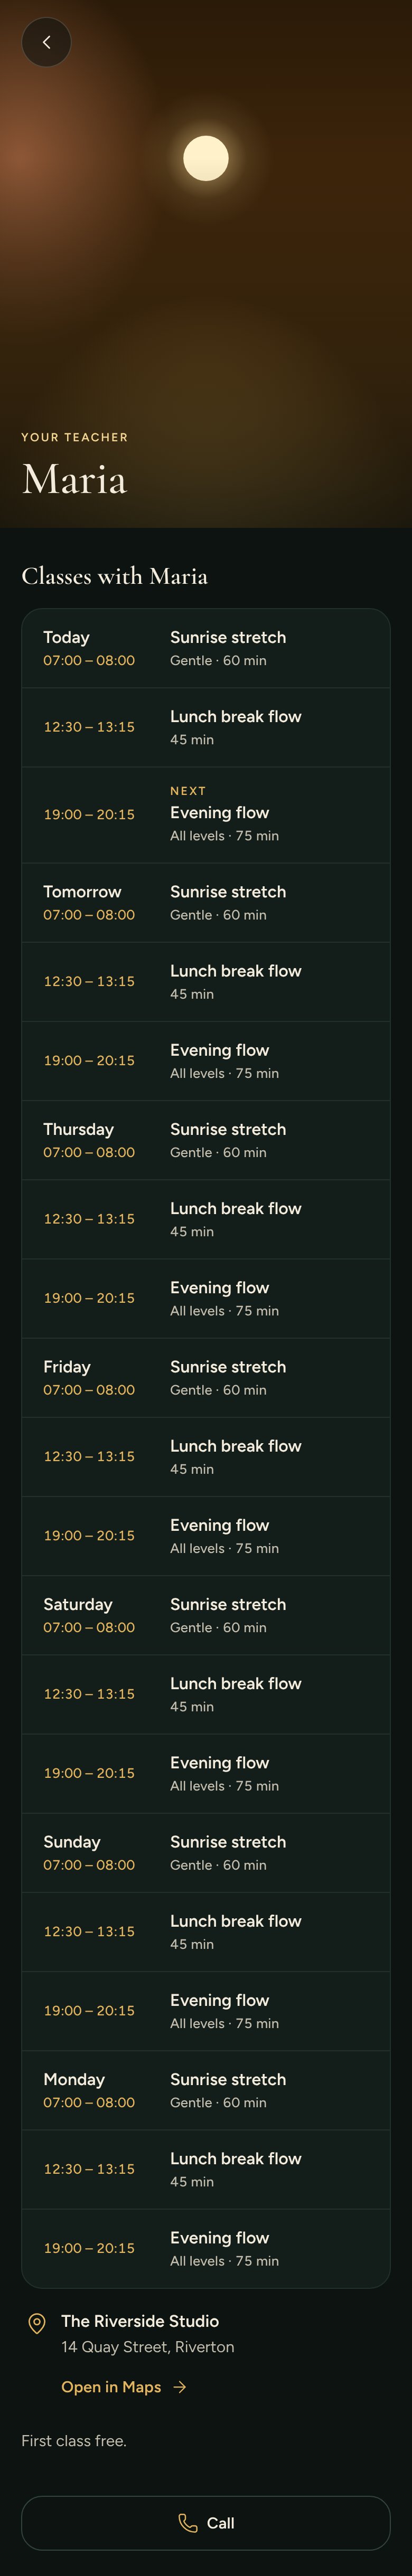 YOUR TEACHER
Maria
Classes with Maria
Today
07:00 – 08:00
Sunrise stretch
Gentle · 60 min
12:30 – 13:15
Lunch break flow
45 min
19:00 – 20:15
NEXT
Evening flow
All levels · 75 min
Tomorrow
07:00 – 08:00
Sunrise stretch
Gentle · 60 min
12:30 – 13:15
Lunch break flow
45 min
19:00 – 20:15
Evening flow
All levels · 75 min
Thursday
07:00 – 08:00
Sunrise stretch
Gentle · 60 min
12:30 – 13:15
Lunch break flow
45 min
19:00 – 20:15
Evening flow
All levels · 75 min
Friday
07:00 – 08:00
Sunrise stretch
Gentle · 60 min
12:30 – 13:15
Lunch break flow
45 min
19:00 – 20:15
Evening flow
All levels · 75 min
Saturday
07:00 – 08:00
Sunrise stretch
Gentle · 60 min
12:30 – 13:15
Lunch break flow
45 min
19:00 – 20:15
Evening flow
All levels · 75 min
Sunday
07:00 – 08:00
Sunrise stretch
Gentle · 60 min
12:30 – 13:15
Lunch break flow
45 min
19:00 – 20:15
Evening flow
All levels · 75 min
Monday
07:00 – 08:00
Sunrise stretch
Gentle · 60 min
12:30 – 13:15
Lunch break flow
45 min
19:00 – 20:15
Evening flow
All levels · 75 min
The Riverside Studio
14 Quay Street, Riverton
Open in Maps →
First class free.
Call